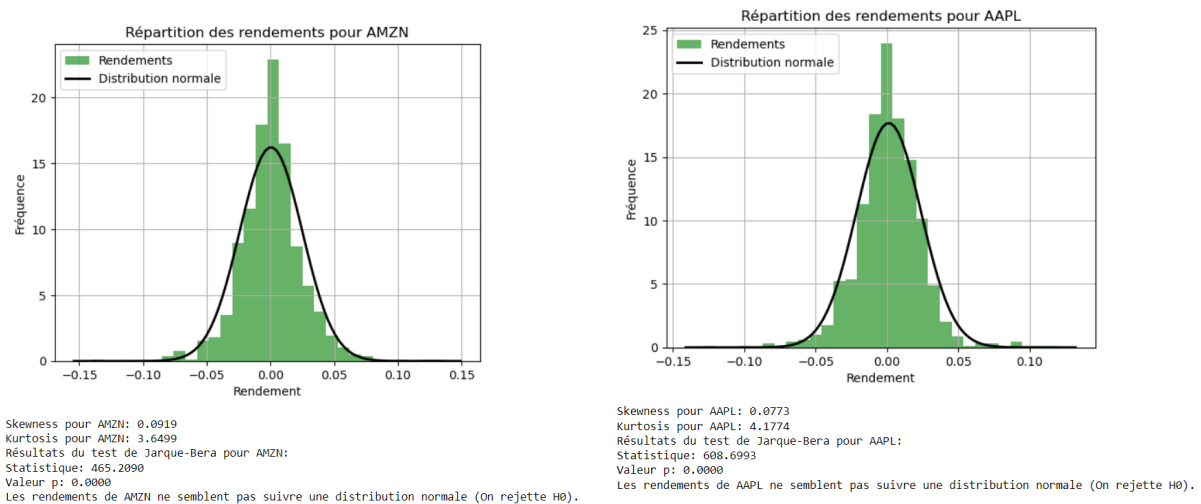 Répartition des rendements pour AMZN
Rendements
Distribution normale
Fréquence
20
15
10
5
0
−0.15 −0.10 −0.05 0.00 0.05 0.10 0.15
Rendement
Skewness pour AMZN: 0.0919
Kurtosis pour AMZN: 3.6499
Résultats du test de Jarque-Bera pour AMZN:
Statistique: 465.2090
Valeur p: 0.0000
Les rendements de AMZN ne semblent pas suivre une distribution normale (On rejette H0).
Répartition des rendements pour AAPL
Rendements
Distribution normale
Fréquence
25
20
15
10
5
0
−0.15 −0.10 −0.05 0.00 0.05 0.10
Rendement
Skewness pour AAPL: 0.0773
Kurtosis pour AAPL: 4.1774
Résultats du test de Jarque-Bera pour AAPL:
Statistique: 608.6993
Valeur p: 0.0000
Les rendements de AAPL ne semblent pas suivre une distribution normale (On rejette H0).